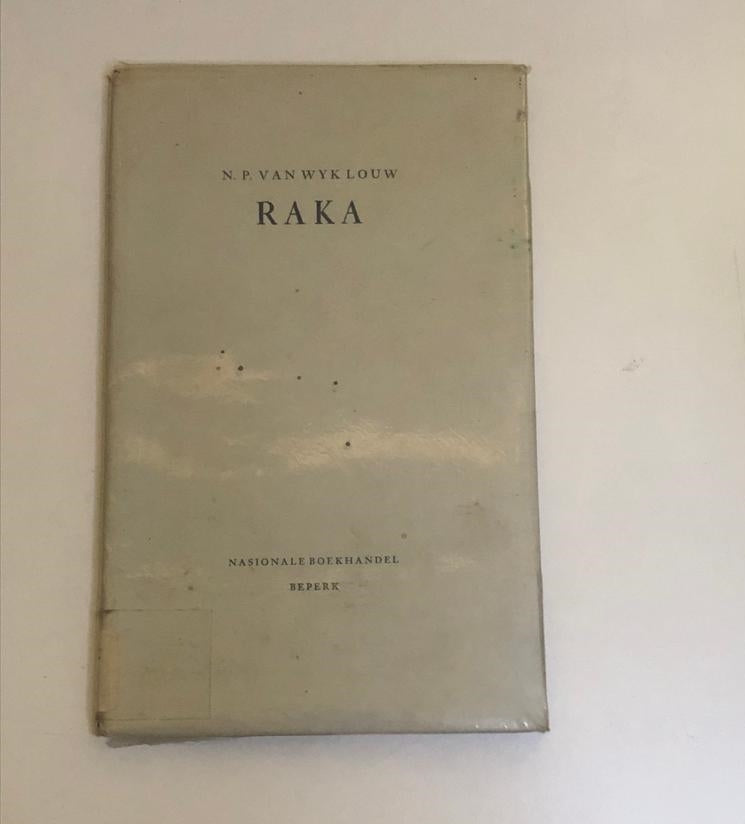 N. P. VAN WYK LOUW
RAKA
NASIONALE BOEKHANDEL
BEPERK